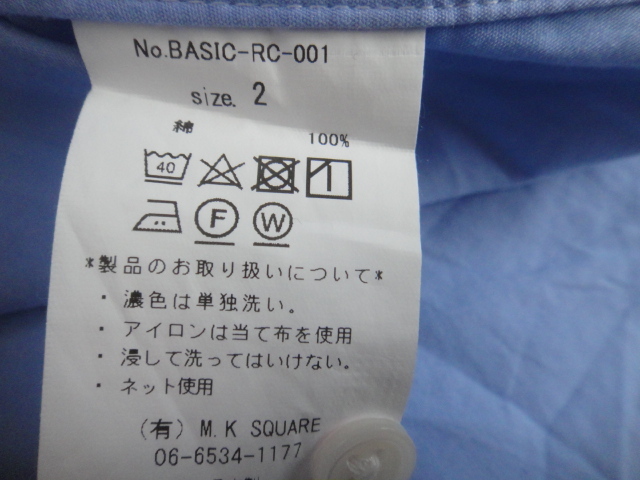 No.BASIC-RC-001
size. 2
綿 100%
40
F W
*製品のお取り扱いについて*
・濃色は単独洗い。
・アイロンは当て布を使用
・浸して洗ってはいけない。
・ネット使用
(有) M.K SQUARE
06-6534-1177